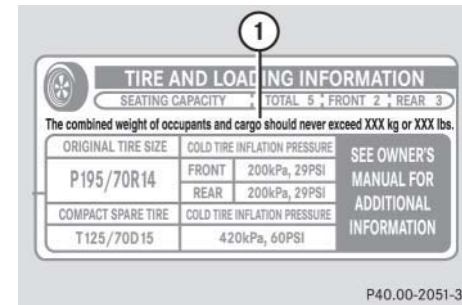 1
TIRE AND LOADING INFORMATION
SEATING CAPACITY TOTAL 5 FRONT 2 REAR 3
The combined weight of occupants and cargo should never exceed XXX kg or XXX lbs.
ORIGINAL TIRE SIZE COLD TIRE INFLATION PRESSURE
P195/70R14 FRONT 200kPa, 29PSI
REAR 200kPa, 29PSI
SEE OWNER'S
MANUAL FOR
ADDITIONAL
INFORMATION
COMPACT SPARE TIRE COLD TIRE INFLATION PRESSURE
T125/70D15 420kPa, 60PSI
P40.00-2051-31